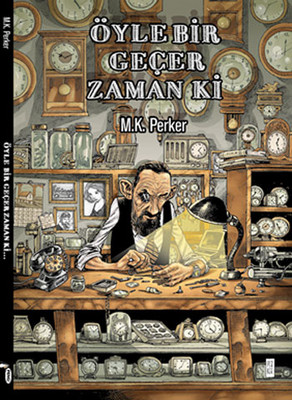 M.K. Perker
ÖYLE BİR GEÇER ZAMAN Kİ...
ÖYLE BİR
GEÇER
ZAMAN Kİ
M.K. Perker